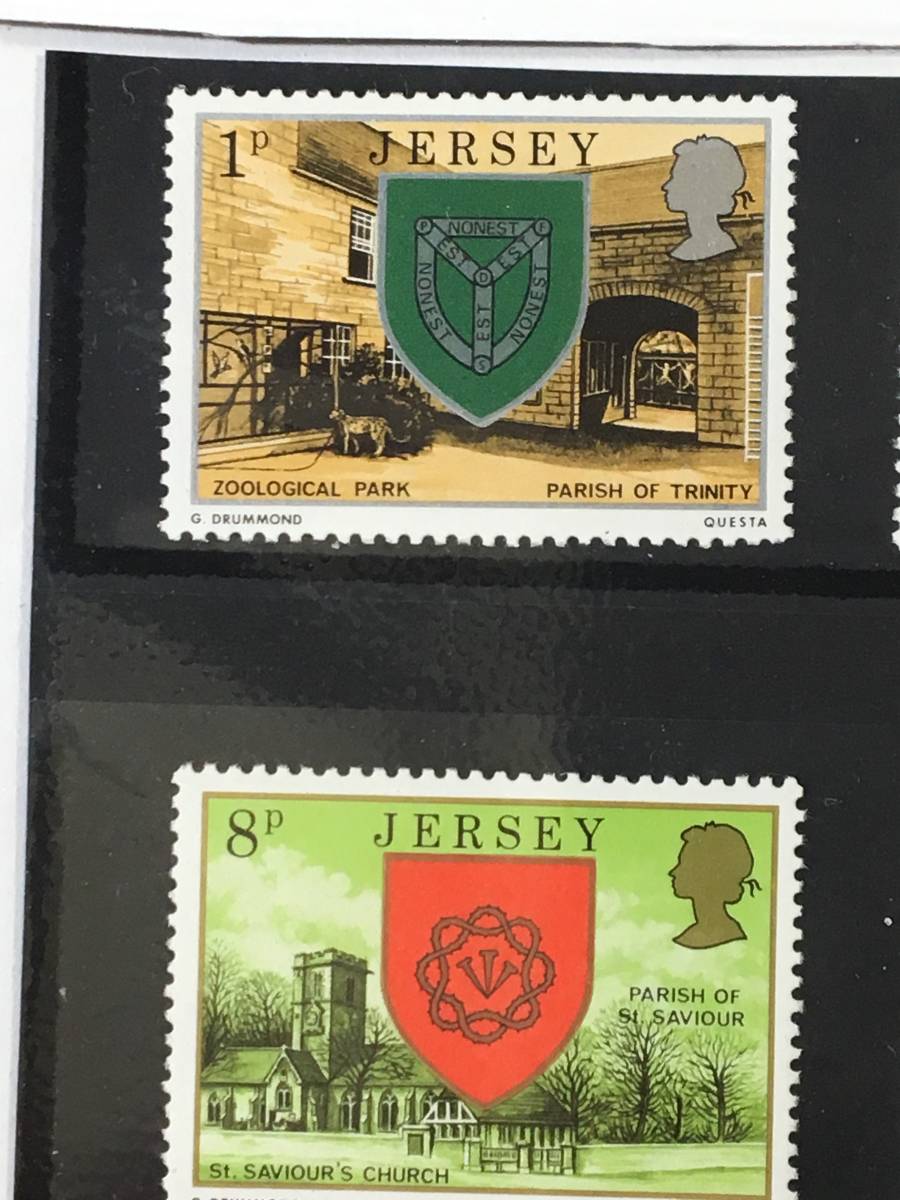 1P JERSEY
P NONEST F
EST D EST
NONEST EST NONEST
S
ZOOLOGICAL PARK PARISH OF TRINITY
G. DRUMMOND QUESTA
8P JERSEY
PARISH OF
St. SAVIOUR
St. SAVIOUR'S CHURCH